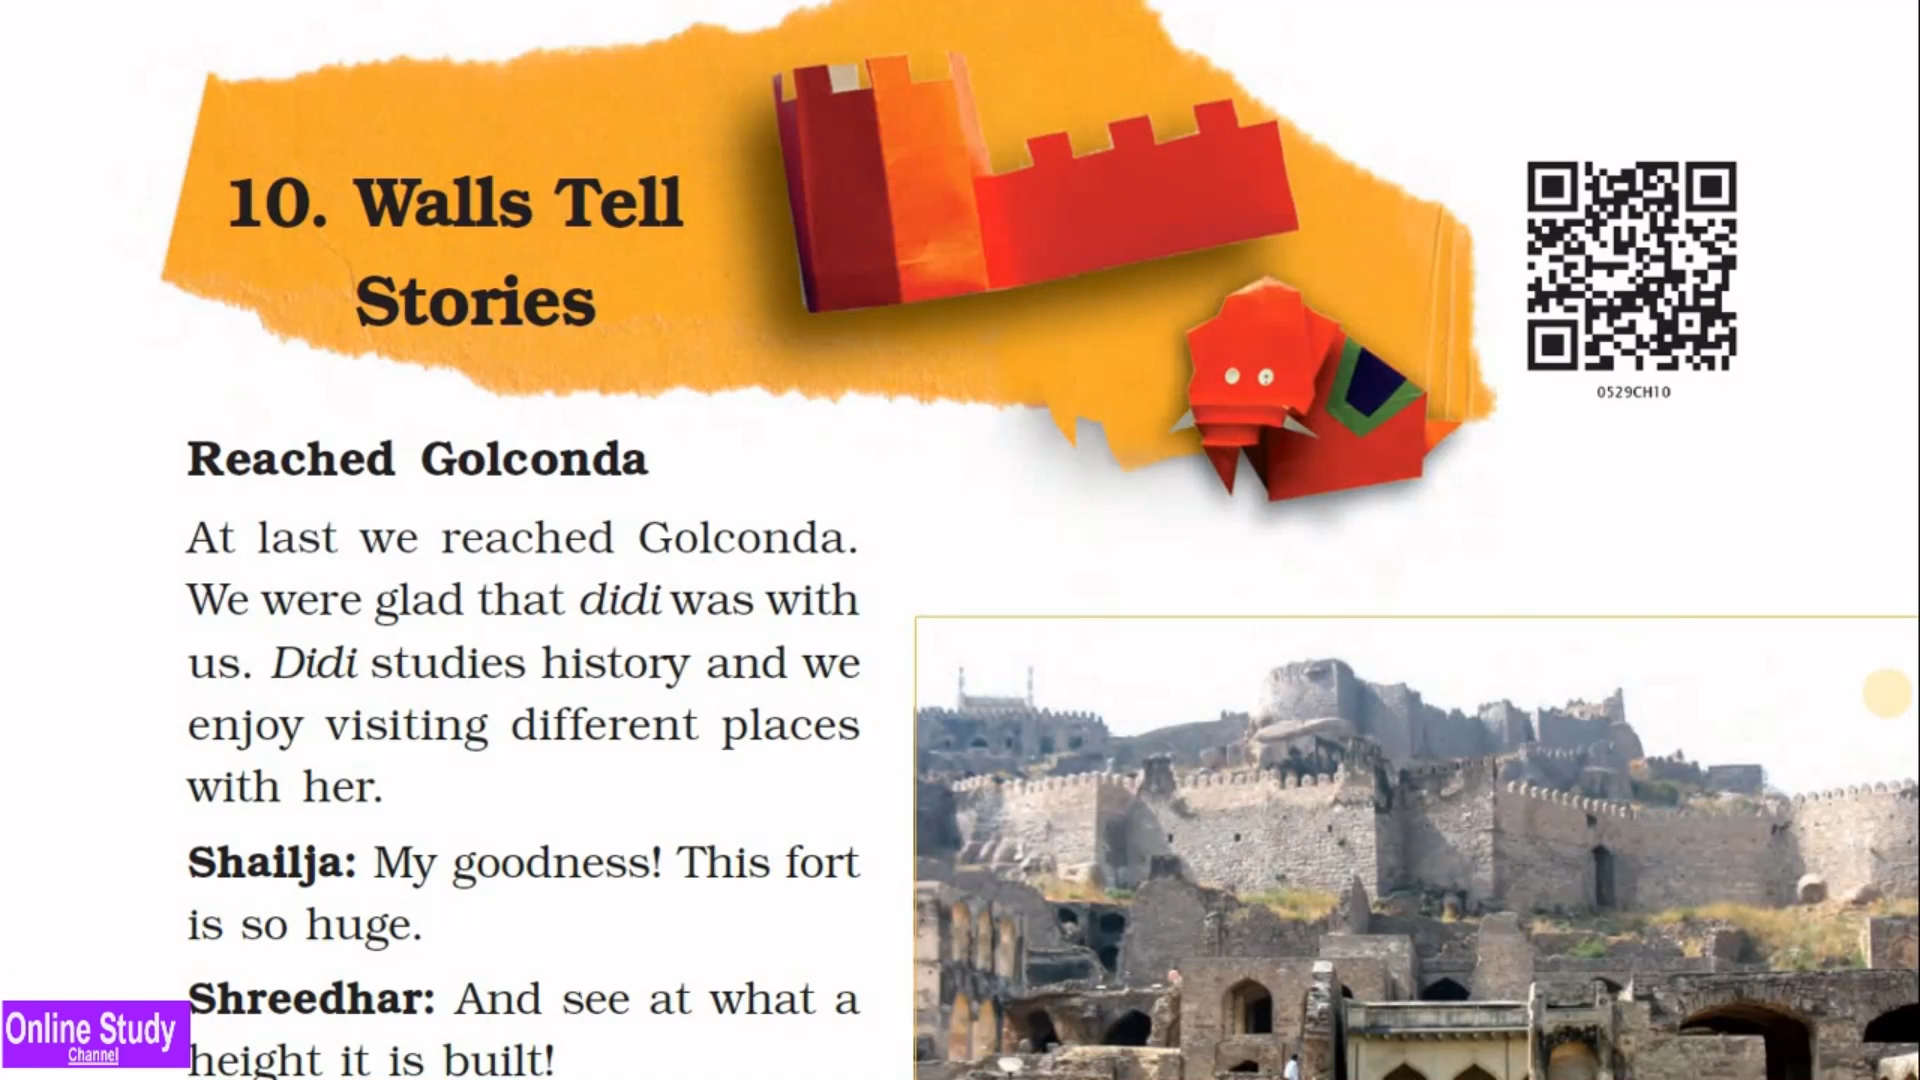 10. Walls Tell
Stories
0529CH10
Reached Golconda
At last we reached Golconda.
We were glad that didi was with
us. Didi studies history and we
enjoy visiting different places
with her.
Shailja: My goodness! This fort
is so huge.
Shreedhar: And see at what a
height it is built!
Online Study
Channel